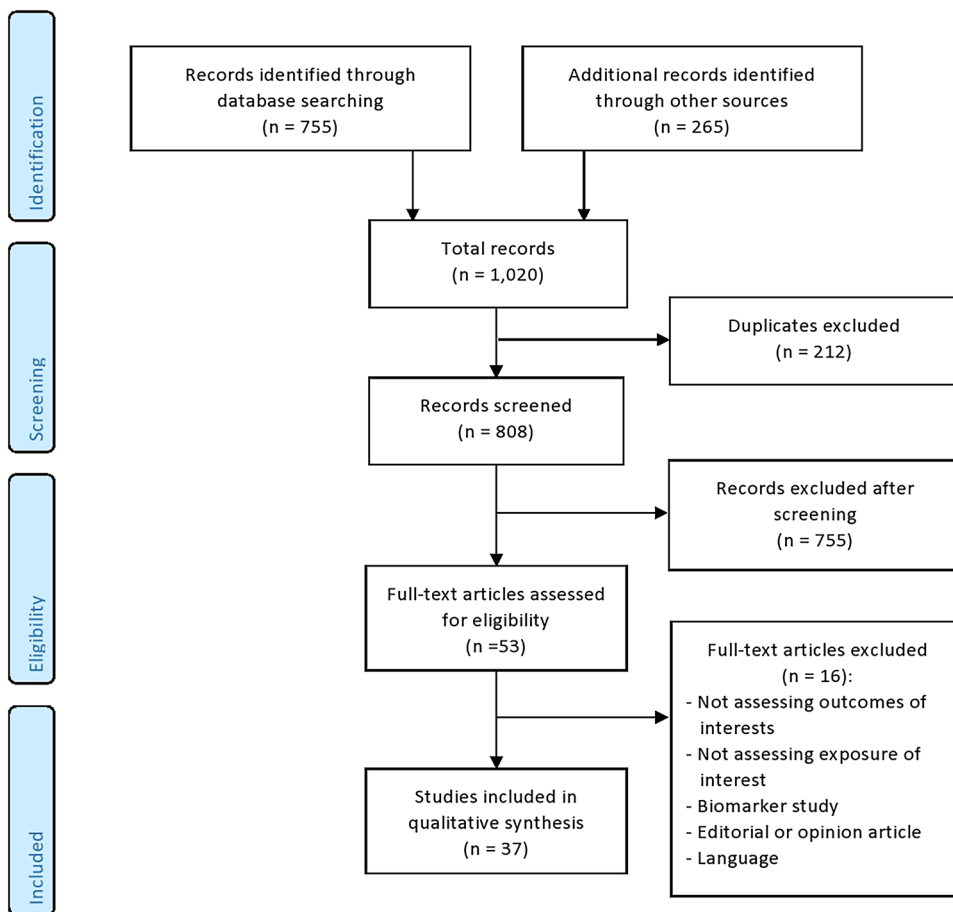 Identification
Records identified through
database searching
(n = 755)
Additional records identified
through other sources
(n = 265)
Total records
(n = 1,020)
Screening
Duplicates excluded
(n = 212)
Records screened
(n = 808)
Records excluded after
screening
(n = 755)
Eligibility
Full-text articles assessed
for eligibility
(n =53)
Full-text articles excluded
(n = 16):
- Not assessing outcomes of
interests
- Not assessing exposure of
interest
- Biomarker study
- Editorial or opinion article
- Language
Included
Studies included in
qualitative synthesis
(n = 37)